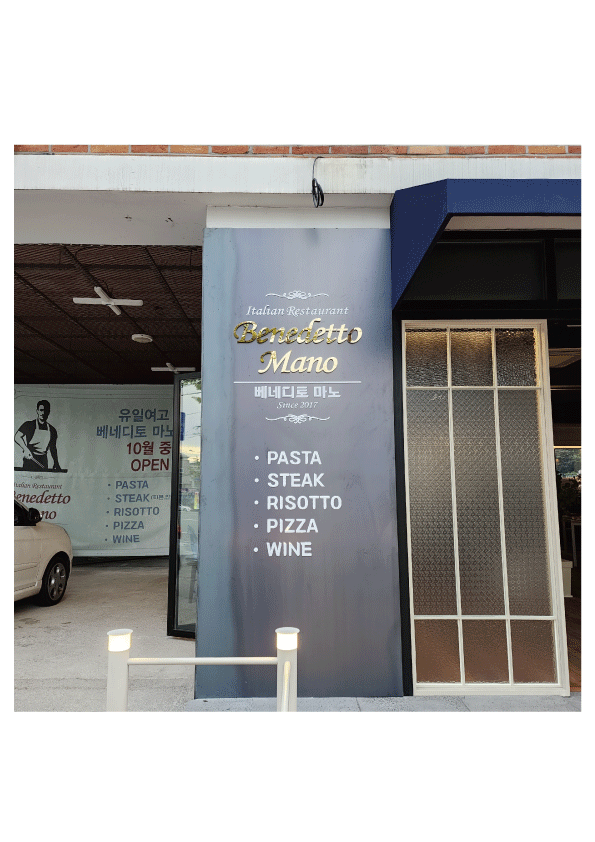 Italian Restaurant
Benedetto
Mano
베네디토 마노
Since 2017
• PASTA
• STEAK
• RISOTTO
• PIZZA
• WINE
유일여고
베네디토 마노
10월 중
OPEN
Italian Restaurant
Benedetto
Mano
• PASTA
• STEAK
• RISOTTO
• PIZZA
• WINE